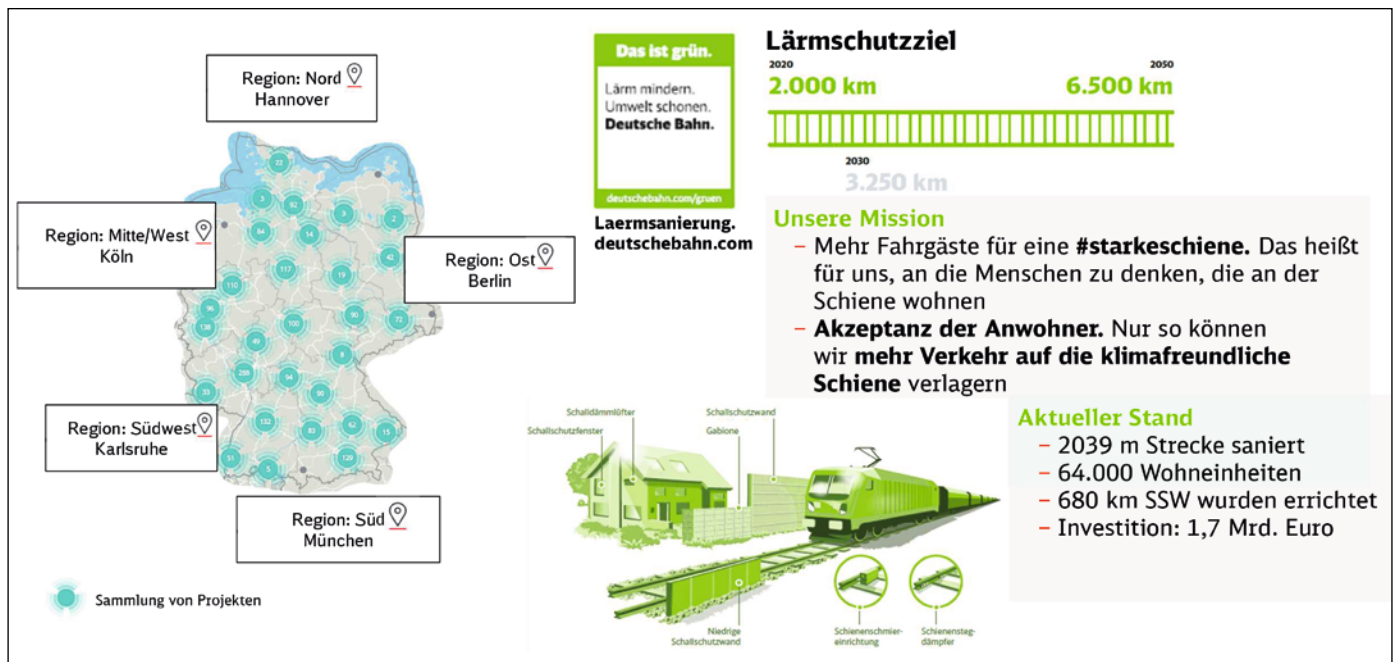 Region: Nord
Hannover
Region: Mitte/West
Köln
Region: Ost
Berlin
Region: Südwest
Karlsruhe
Region: Süd
München
22
3
82
3
2
84
14
42
117
19
110
96
138
100
90
72
49
8
288
94
33
90
132
83
62
15
51
5
129
Sammlung von Projekten
Das ist grün.
Lärm mindern.
Umwelt schonen.
Deutsche Bahn.
deutschebahn.com/gruen
Laermsanierung.
deutschebahn.com
Lärmschutzziel
2020
2050
2.000 km
6.500 km
2030
3.250 km
Unsere Mission
– Mehr Fahrgäste für eine #starkeschiene. Das heißt
für uns, an die Menschen zu denken, die an der
Schiene wohnen
– Akzeptanz der Anwohner. Nur so können
wir mehr Verkehr auf die klimafreundliche
Schiene verlagern
Aktueller Stand
– 2039 m Strecke saniert
– 64.000 Wohneinheiten
– 680 km SSW wurden errichtet
– Investition: 1,7 Mrd. Euro
Schalldämmlüfter
Schallschutzwand
Schallschutzfenster
Gabione
Niedrige
Schallschutzwand
Schienenschmier-
einrichtung
Schienensteg-
dämpfer